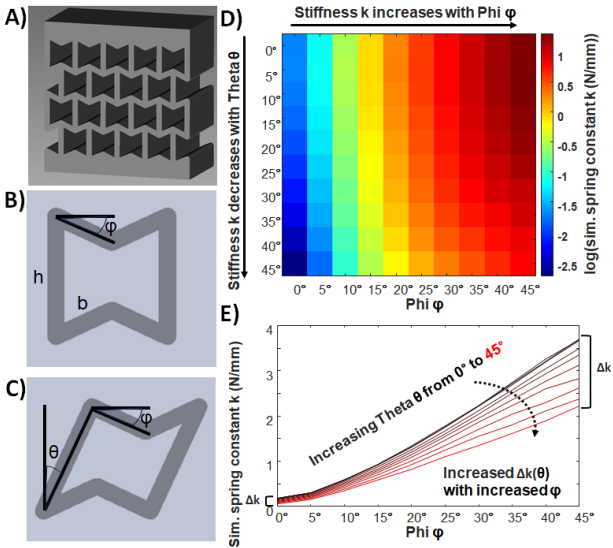 A)
B)
φ
h
b
C)
θ
φ
D)
Stiffness k increases with Phi φ
Stiffness k decreases with Theta θ
0°
5°
10°
15°
20°
25°
30°
35°
40°
45°
0° 5° 10° 15° 20° 25° 30° 35° 40° 45°
Phi φ
1
0.5
0
-0.5
-1
-1.5
-2
-2.5
log(sim. spring constant k (N/mm)
E)
Sim. spring constant k (N/mm)
4
3
2
1
0
Δk
Increasing Theta θ from 0° to 45°
Increased Δk(θ)
with increased φ
Δk
0° 5° 10° 15° 20° 25° 30° 35° 40° 45°
Phi φ